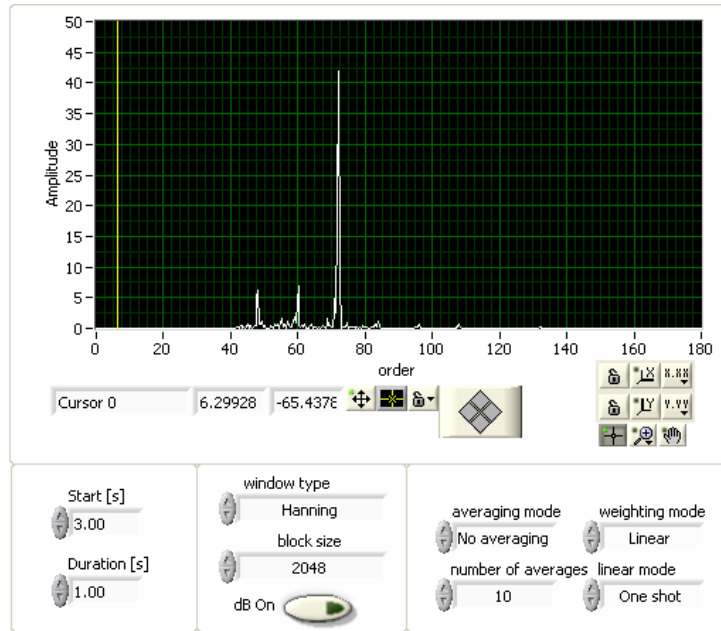 50
45
40
35
30
25
20
15
10
5
0
Amplitude
0 20 40 60 80 100 120 140 160 180
order
Cursor 0 6.29928 -65.4378
X X.XX
Y Y.YY
Start [s]
3.00
Duration [s]
1.00
window type
Hanning
block size
2048
dB On
averaging mode weighting mode
No averaging Linear
number of averages linear mode
10 One shot